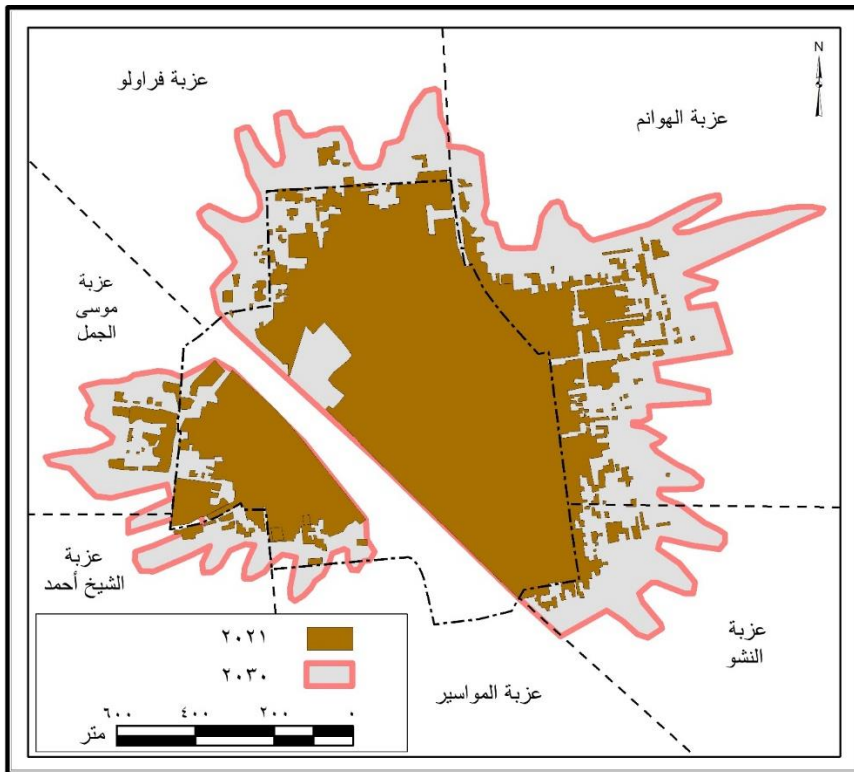 N
عزبة فراولو
عزبة الهوانم
عزبة
موسى
الجمل
عزبة
الشيخ أحمد
عزبة
النشو
عزبة المواسير
٢٠٢١
٢٠٣٠
٦٠٠ ٤٠٠ ٢٠٠ ٠
متر